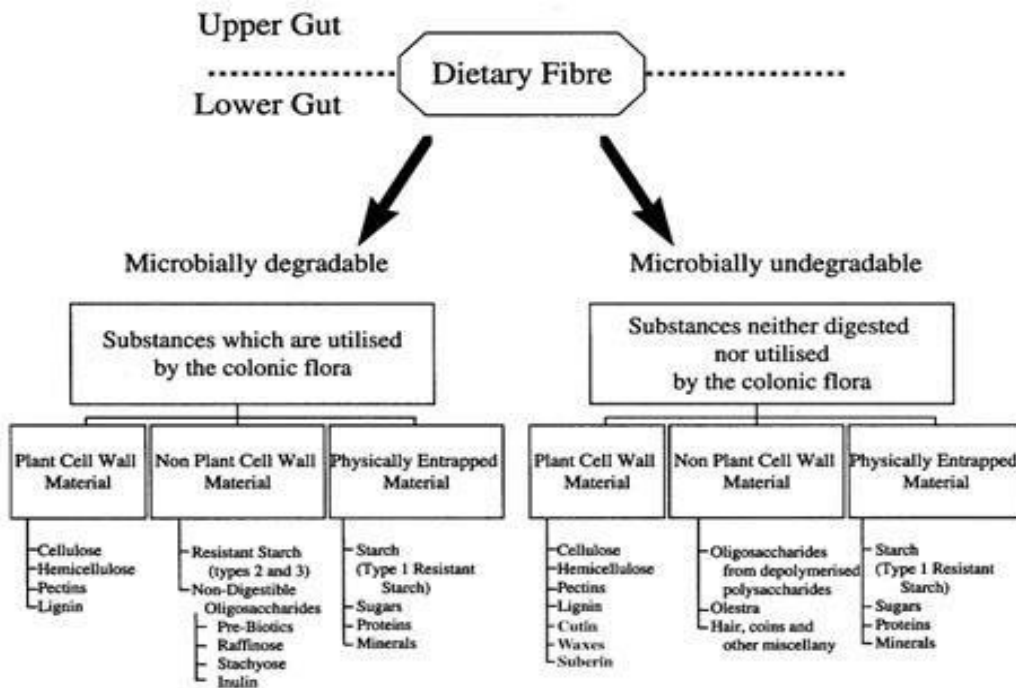 Upper Gut
Dietary Fibre
Lower Gut
Microbially degradable
Microbially undegradable
Substances which are utilised
by the colonic flora
Substances neither digested
nor utilised
by the colonic flora
Plant Cell Wall
Material
Non Plant Cell Wall
Material
Physically Entrapped
Material
Plant Cell Wall
Material
Non Plant Cell Wall
Material
Physically Entrapped
Material
Cellulose
Hemicellulose
Pectins
Lignin
Resistant Starch
(types 2 and 3)
Non-Digestible
Oligosaccharides
Pre-Biotics
Raffinose
Stachyose
Inulin
Starch
(Type 1 Resistant
Starch)
Sugars
Proteins
Minerals
Cellulose
Hemicellulose
Pectins
Lignin
Cutin
Waxes
Suberin
Oligosaccharides
from depolymerised
polysaccharides
Olestra
Hair, coins and
other miscellany
Starch
(Type 1 Resistant
Starch)
Sugars
Proteins
Minerals